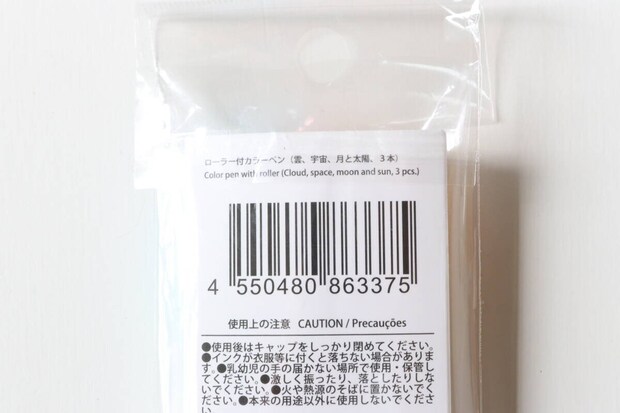 ローラー付カラーペン（雲、宇宙、月と太陽、3本）
Color pen with roller (Cloud, space, moon and sun, 3 pcs.)
4 550480 863375
使用上の注意 CAUTION / Precauções
●使用後はキャップをしっかり閉めてください。
●インクが衣服等に付くと落ちない場合がありま
す。●乳幼児の手の届かない場所で使用・保管し
てください。●激しく振ったり、落としたりしな
いでください。●火や熱源のそばに置かないでく
ださい。●本来の用途以外に使用しないでくださ
い。